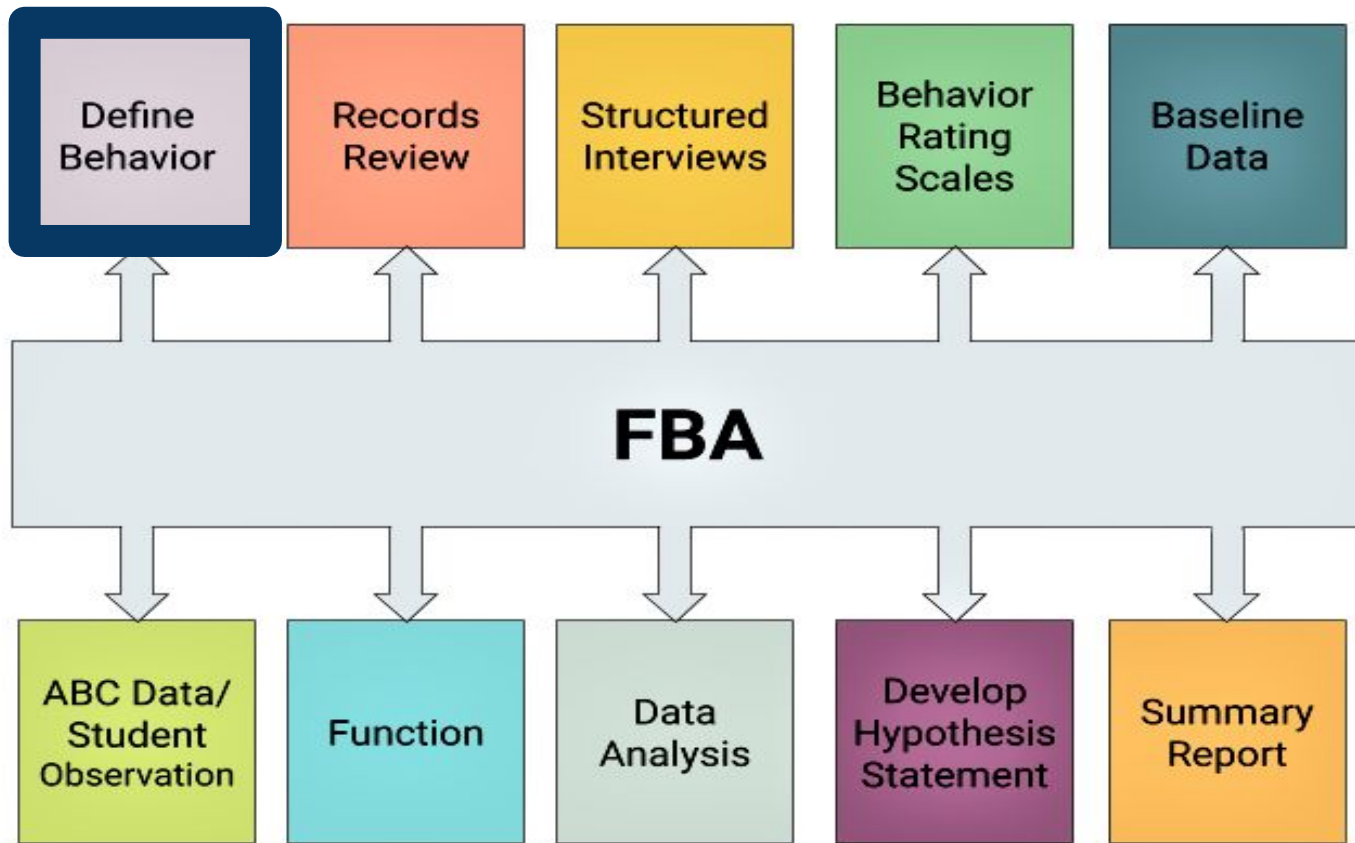 Define
Behavior
Records
Review
Structured
Interviews
Behavior
Rating
Scales
Baseline
Data
FBA
ABC Data/
Student
Observation
Function
Data
Analysis
Develop
Hypothesis
Statement
Summary
Report